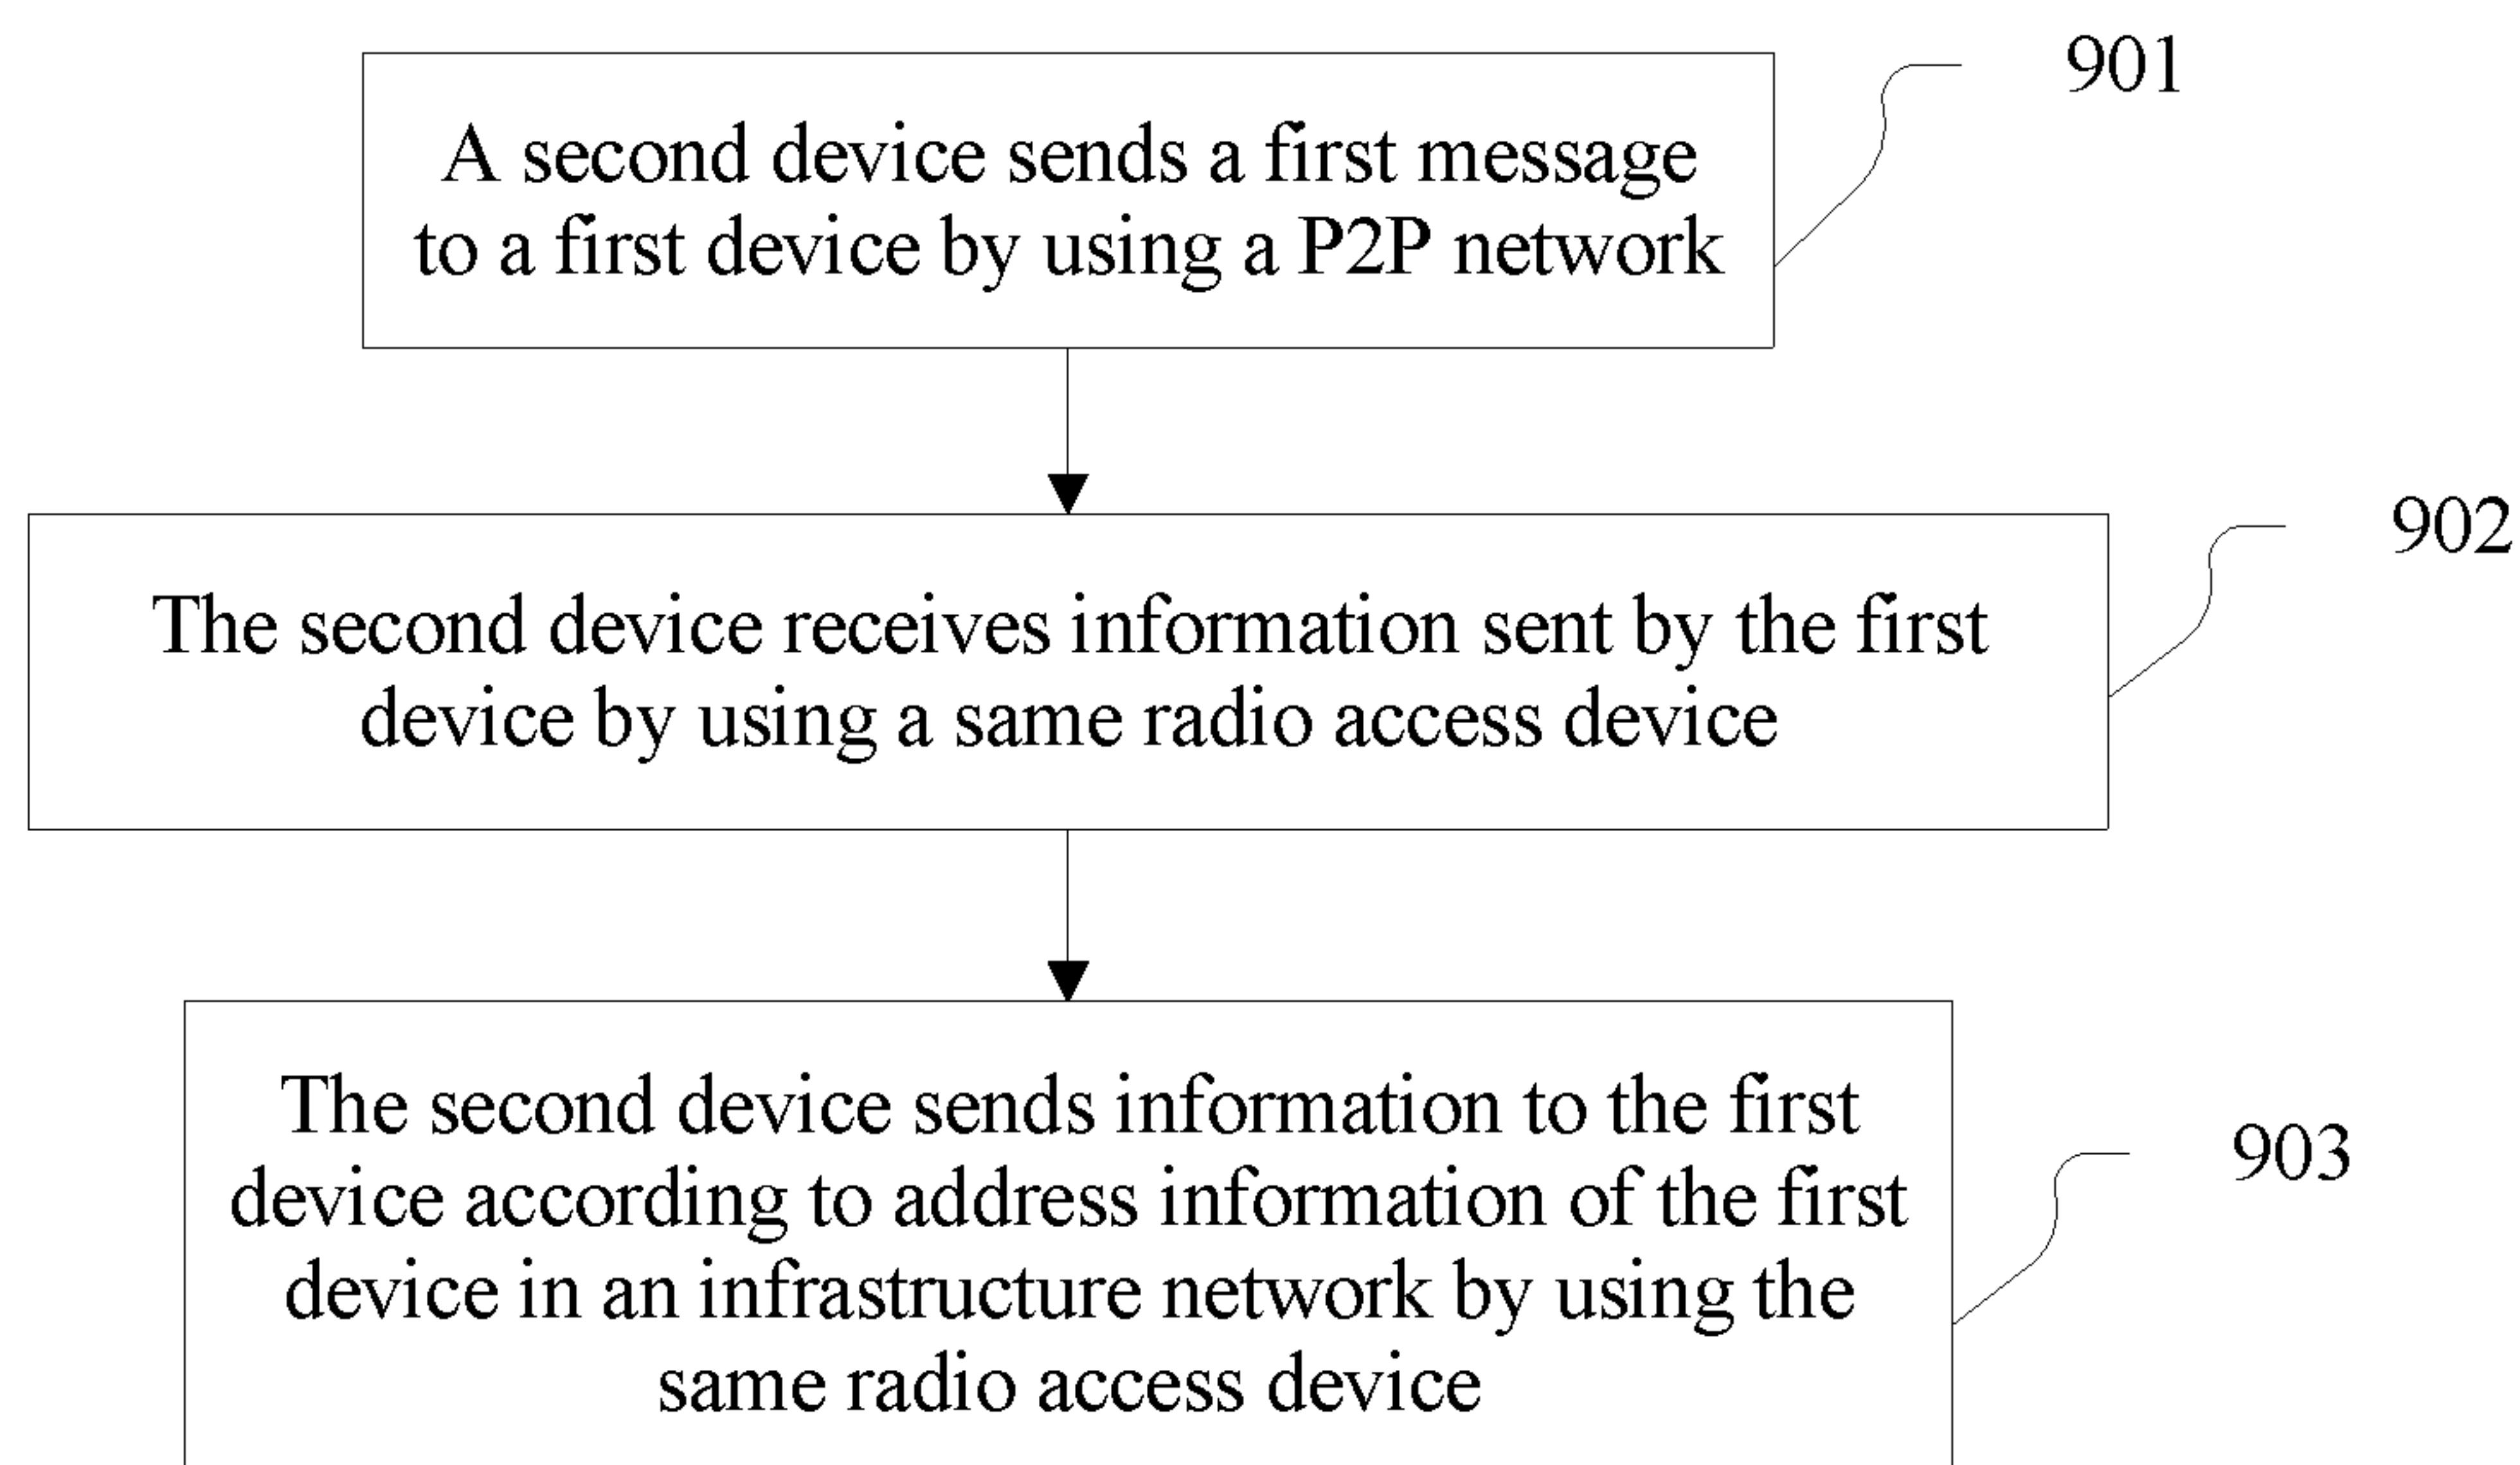 901
A second device sends a first message
to a first device by using a P2P network
902
The second device receives information sent by the first
device by using a same radio access device
The second device sends information to the first
903
device according to address information of the first
device in an infrastructure network by using the
same radio access device